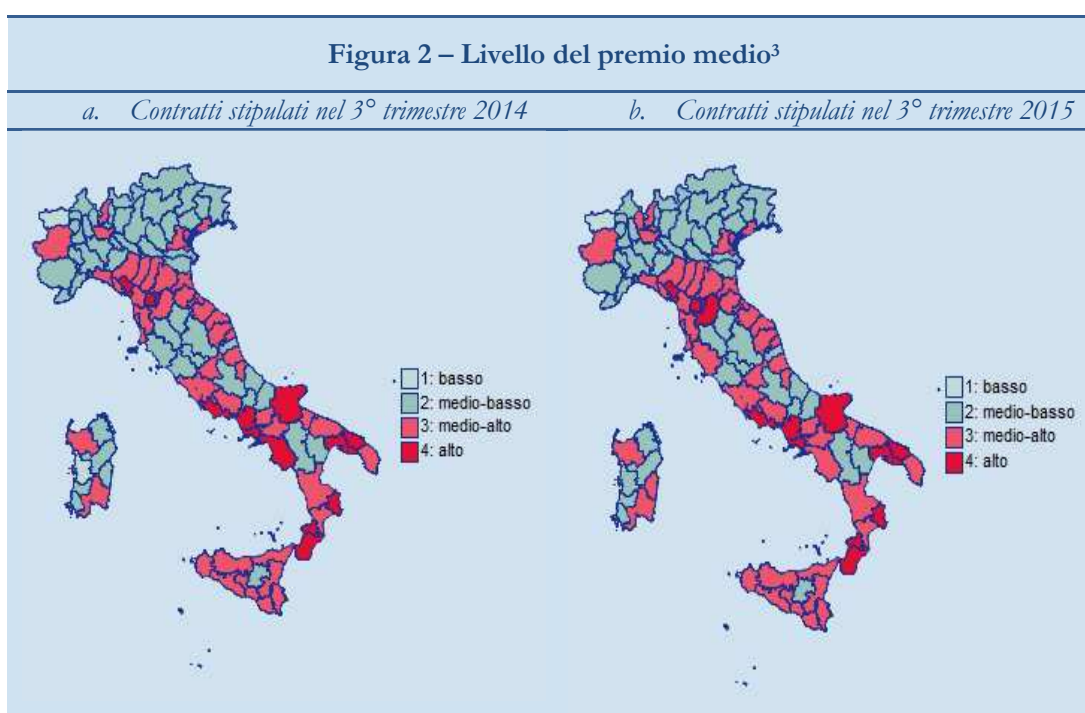 Figura 2 – Livello del premio medio³
a. Contratti stipulati nel 3° trimestre 2014
b. Contratti stipulati nel 3° trimestre 2015
1: basso
2: medio-basso
3: medio-alto
4: alto
1: basso
2: medio-basso
3: medio-alto
4: alto